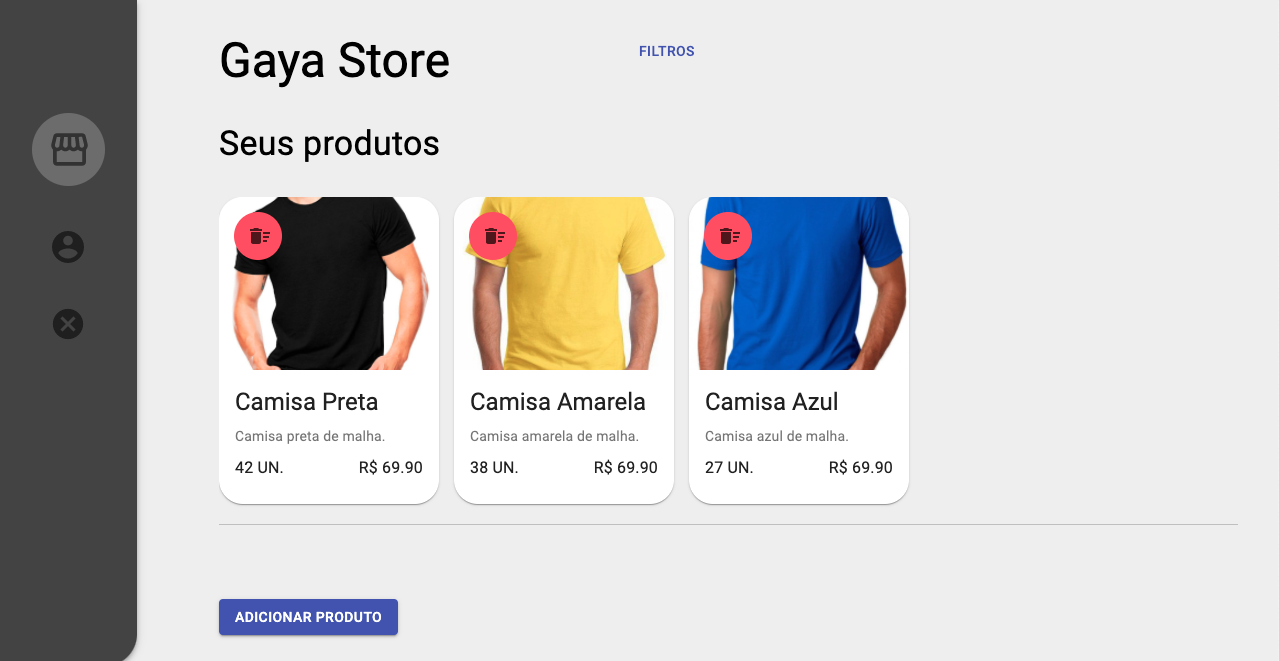 Gaya Store
FILTROS
Seus produtos
Camisa Preta
Camisa preta de malha.
42 UN.
R$ 69.90
Camisa Amarela
Camisa amarela de malha.
38 UN.
R$ 69.90
Camisa Azul
Camisa azul de malha.
27 UN.
R$ 69.90
ADICIONAR PRODUTO